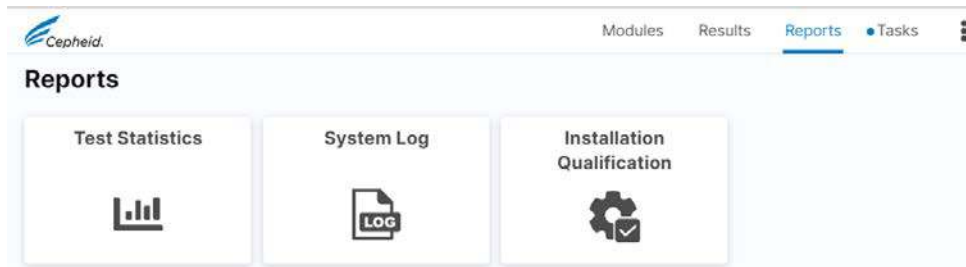 Cepheid.
Modules Results Reports Tasks
Reports
Test Statistics
System Log
Installation
Qualification
LOG